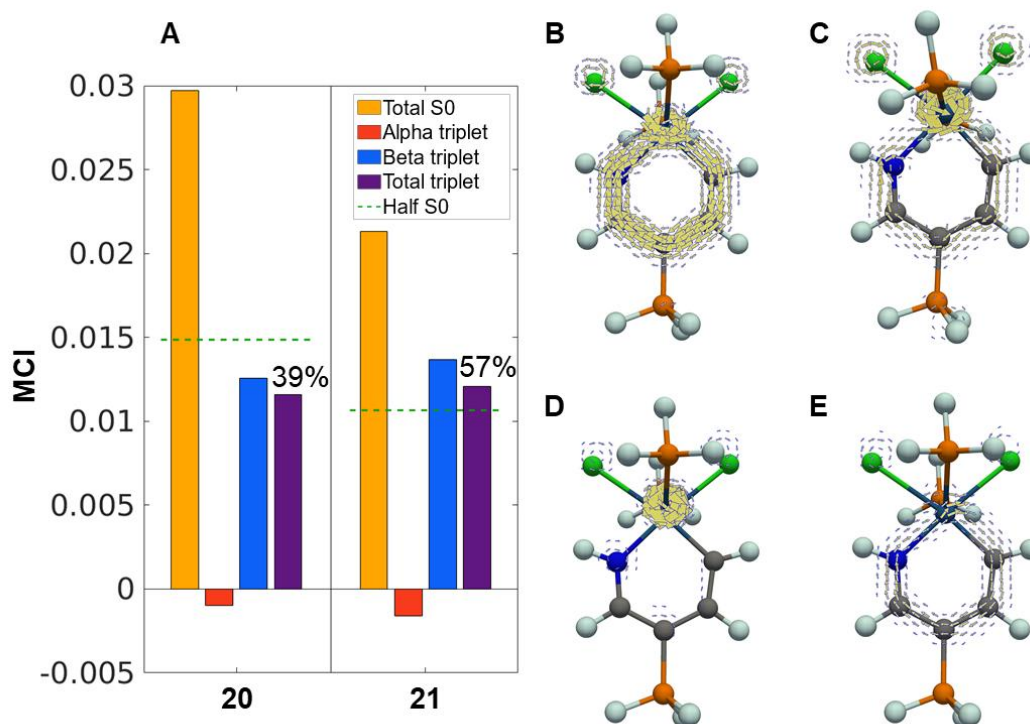 A
B
C
0.03
0.025
0.02
0.015
0.01
0.005
0
-0.005
MCI
Total S0
Alpha triplet
Beta triplet
Total triplet
Half S0
39%
57%
20
21
D
E